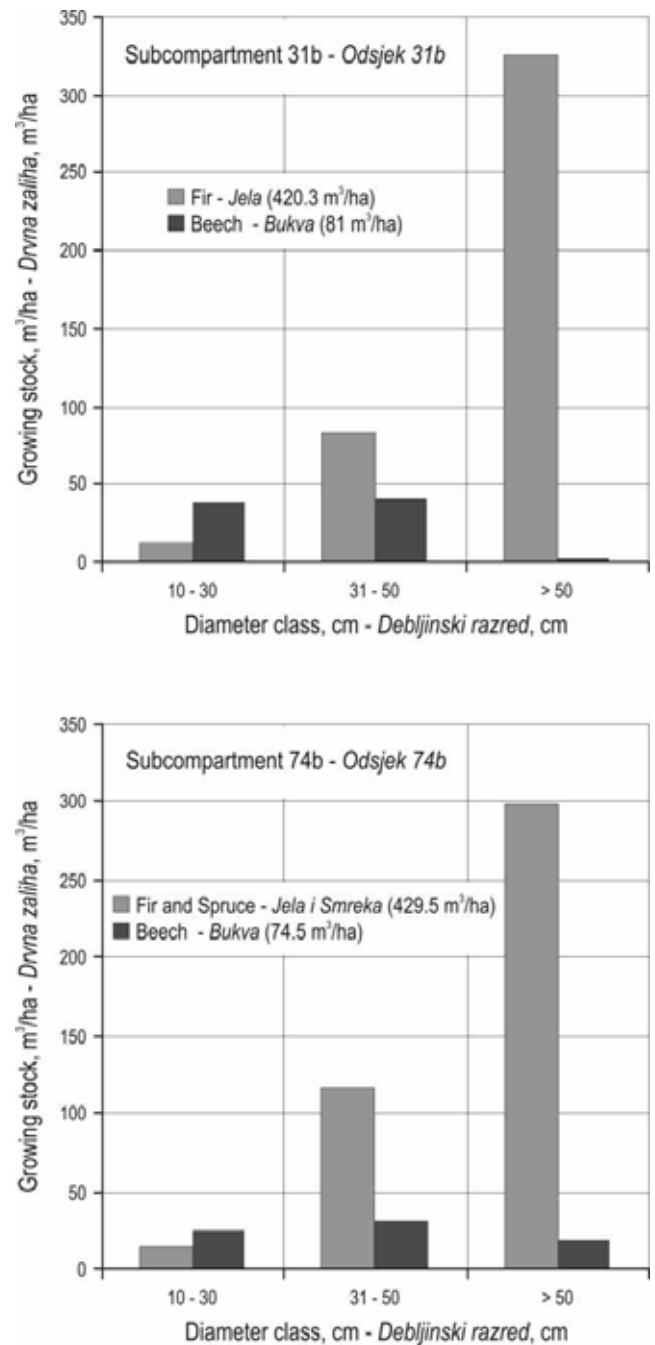 Subcompartment 31b - Odsjek 31b
Growing stock, m³/ha - Drvna zaliha, m³/ha
350
300
250
200
150
100
50
0
Fir - Jela (420.3 m³/ha)
Beech - Bukva (81 m³/ha)
10 - 30
31 - 50
> 50
Diameter class, cm - Debljinski razred, cm
Subcompartment 74b - Odsjek 74b
Growing stock, m³/ha - Drvna zaliha, m³/ha
350
300
250
200
150
100
50
0
Fir and Spruce - Jela i Smreka (429.5 m³/ha)
Beech - Bukva (74.5 m³/ha)
10 - 30
31 - 50
> 50
Diameter class, cm - Debljinski razred, cm